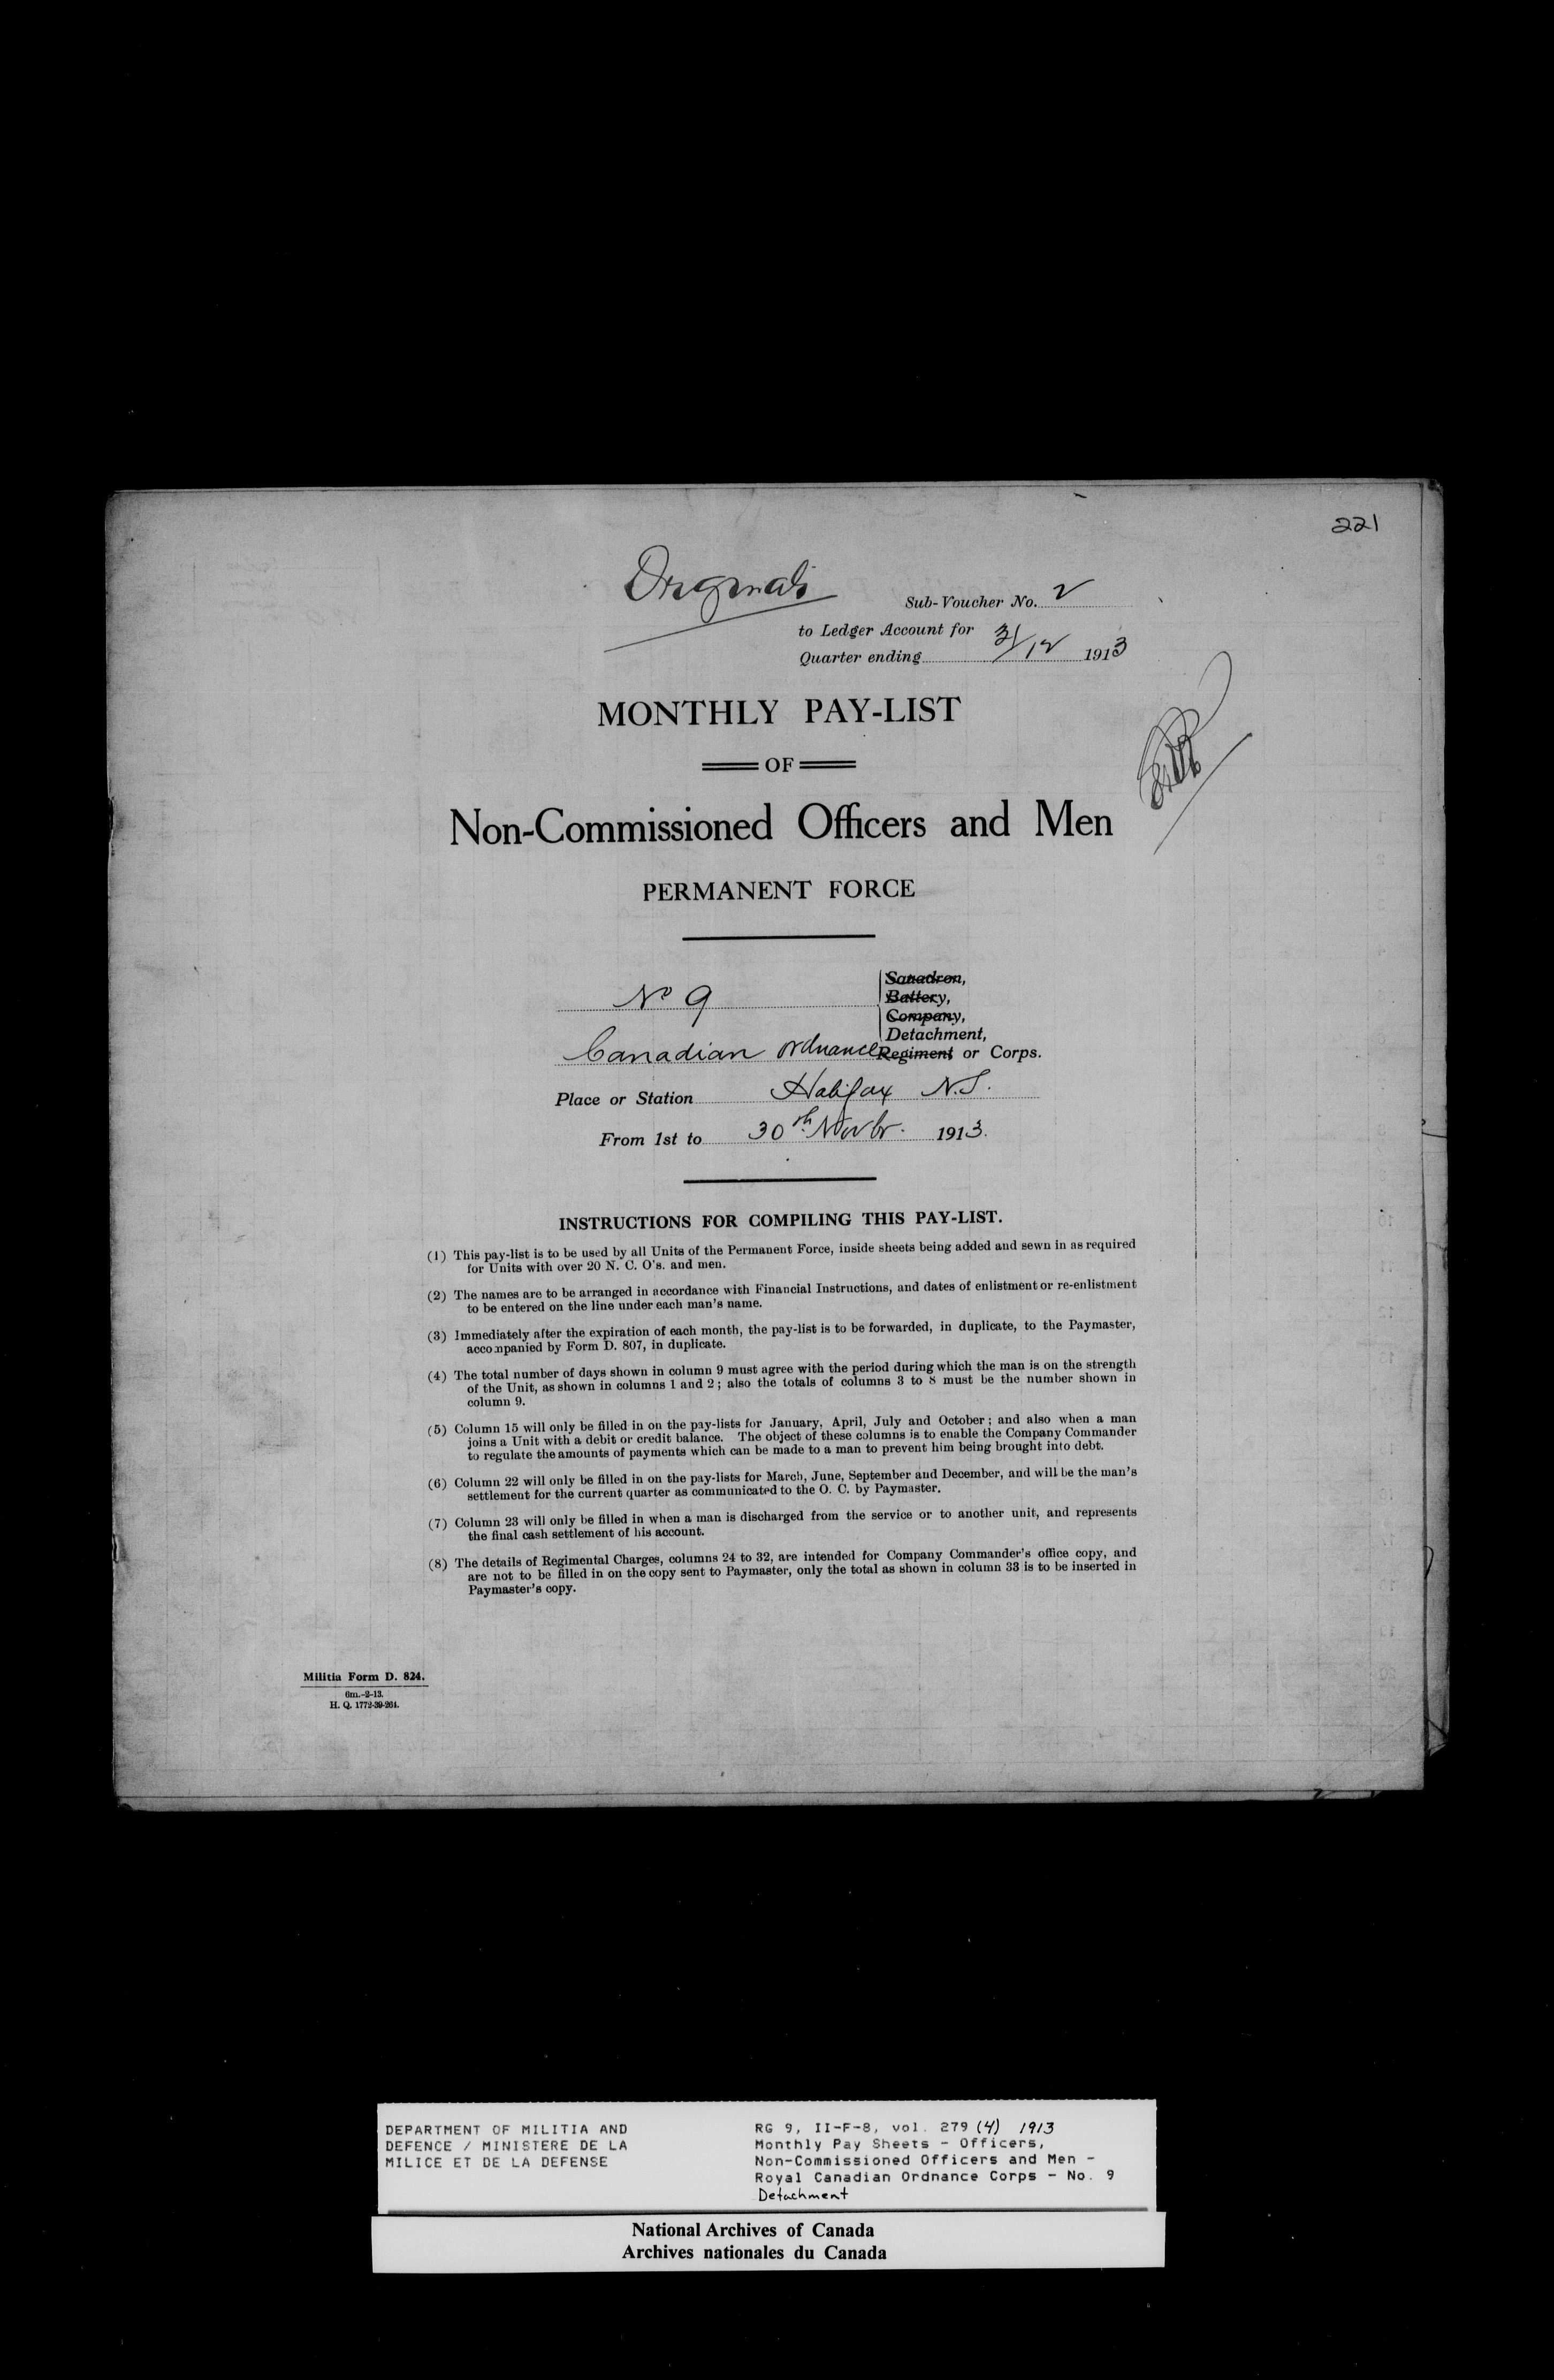 221
Originals
Sub-Voucher No. 2
to Ledger Account for
Quarter ending 31/12 1913
MONTHLY PAY-LIST
OF
Non-Commissioned Officers and Men
PERMANENT FORCE
Squadron,
No 9 Battery,
Company,
Detachment,
Canadian Ordnance Regiment or Corps.
Place or Station Halifax N.S.
From 1st to 30th Novbr. 1913.
INSTRUCTIONS FOR COMPILING THIS PAY-LIST.
(1) This pay-list is to be used by all Units of the Permanent Force, inside sheets being added and sewn in as required
for Units with over 20 N. C. O's. and men.
(2) The names are to be arranged in accordance with Financial Instructions, and dates of enlistment or re-enlistment
to be entered on the line under each man's name.
(3) Immediately after the expiration of each month, the pay-list is to be forwarded, in duplicate, to the Paymaster,
accompanied by Form D. 807, in duplicate.
(4) The total number of days shown in column 9 must agree with the period during which the man is on the strength
of the Unit, as shown in columns 1 and 2; also the totals of columns 3 to 8 must be the number shown in
column 9.
(5) Column 15 will only be filled in on the pay-lists for January, April, July and October; and also when a man
joins a Unit with a debit or credit balance. The object of these columns is to enable the Company Commander
to regulate the amounts of payments which can be made to a man to prevent him being brought into debt.
(6) Column 22 will only be filled in on the pay-lists for March, June, September and December, and will be the man's
settlement for the current quarter as communicated to the O. C. by Paymaster.
(7) Column 23 will only be filled in when a man is discharged from the service or to another unit, and represents
the final cash settlement of his account.
(8) The details of Regimental Charges, columns 24 to 32, are intended for Company Commander's office copy, and
are not to be filled in on the copy sent to Paymaster, only the total as shown in column 33 is to be inserted in
Paymaster's copy.
Militia Form D. 824.
6m.-2-13.
H. Q. 1772-39-264.
DEPARTMENT OF MILITIA AND
DEFENCE / MINISTERE DE LA
MILICE ET DE LA DEFENSE
RG 9, II-F-8, vol. 279 (4) 1913
Monthly Pay Sheets - Officers,
Non-Commissioned Officers and Men -
Royal Canadian Ordnance Corps - No. 9
Detachment
National Archives of Canada
Archives nationales du Canada